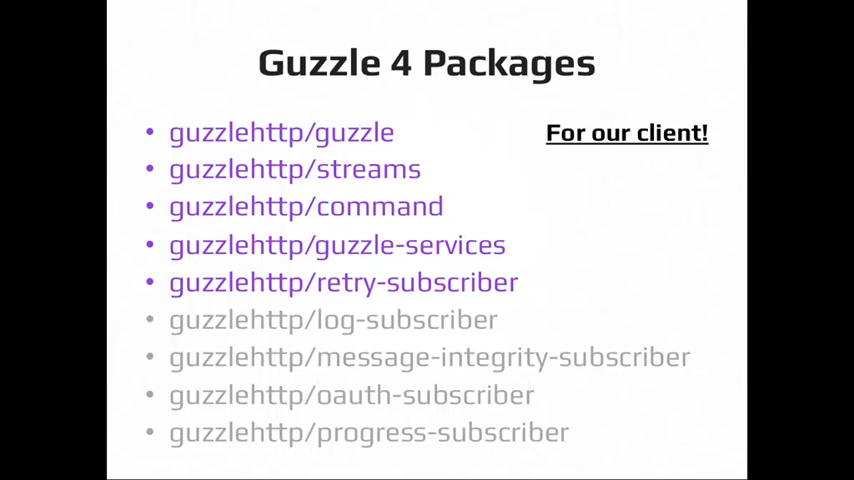 Guzzle 4 Packages
• guzzlehttp/guzzle
For our client!
• guzzlehttp/streams
• guzzlehttp/command
• guzzlehttp/guzzle-services
• guzzlehttp/retry-subscriber
• guzzlehttp/log-subscriber
• guzzlehttp/message-integrity-subscriber
• guzzlehttp/oauth-subscriber
• guzzlehttp/progress-subscriber